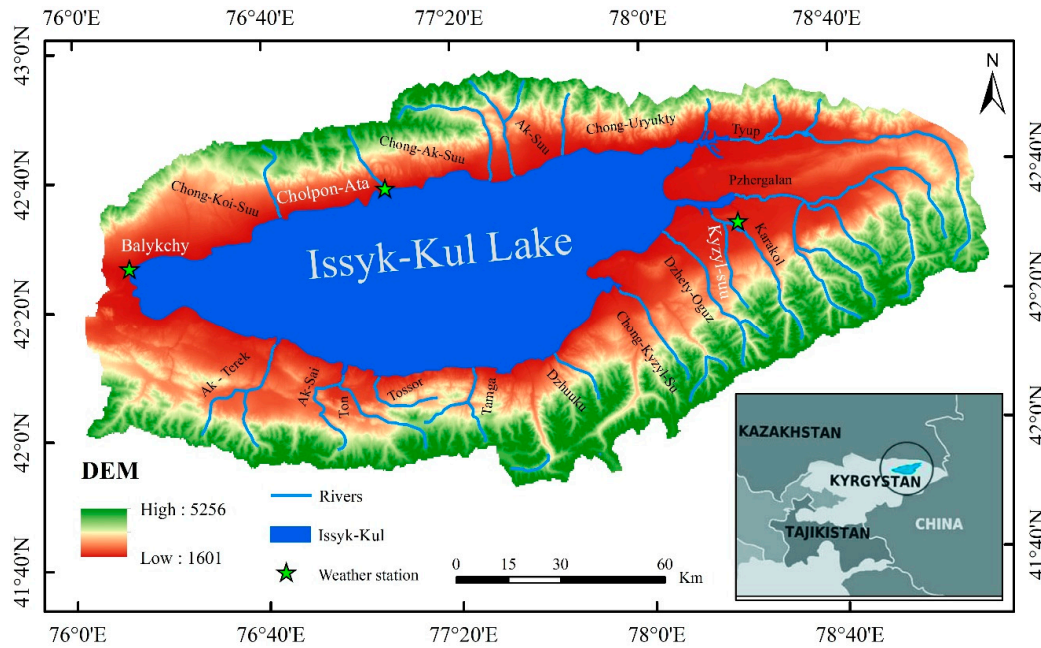 76°0'E 76°40'E 77°20'E 78°0'E 78°40'E
43°0'N
42°40'N
42°20'N
42°0'N
41°40'N
N
42°40'N
42°20'N
42°0'N
41°40'N
Chong-Koi-Suu
Cholpon-Ata
Chong-Ak-Suu
Ak-Suu
Chong-Uryukty
Tyup
Pzhergalan
Balykchy
Issyk-Kul Lake
Karakol
Kyzyl-suu
Dzhety-Oguz
Chong-Kyzyl-Su
Dzhuuku
Tamga
Tossor
Ton
Ak-Sai
Ak - Terek
DEM
High : 5256
Low : 1601
Rivers
Issyk-Kul
Weather station
0 15 30 60
Km
KAZAKHSTAN
KYRGYSTAN
TAJIKISTAN
CHINA
76°0'E 76°40'E 77°20'E 78°0'E 78°40'E